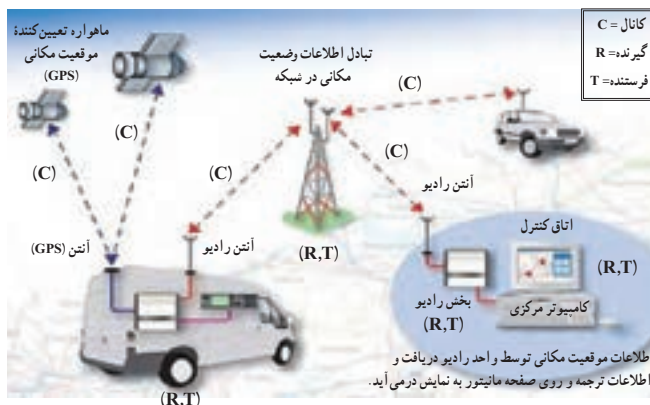 C = کانال
R = گیرنده
T = فرستنده
ماهواره تعیین‌کنندهٔ
موقعیت مکانی
(GPS)
تبادل اطلاعات وضعیت
مکانی در شبکه
(C)
(C)
(C)
(C)
(C)
آنتن رادیو
(R,T)
آنتن (GPS)
آنتن رادیو
اتاق کنترل
(R,T)
بخش رادیو
(R,T)
کامپیوتر مرکزی
(R,T)
طلاعات موقعیت مکانی توسط واحد رادیو دریافت و
اطلاعات ترجمه و روی صفحه مانیتور به نمایش درمی آید.